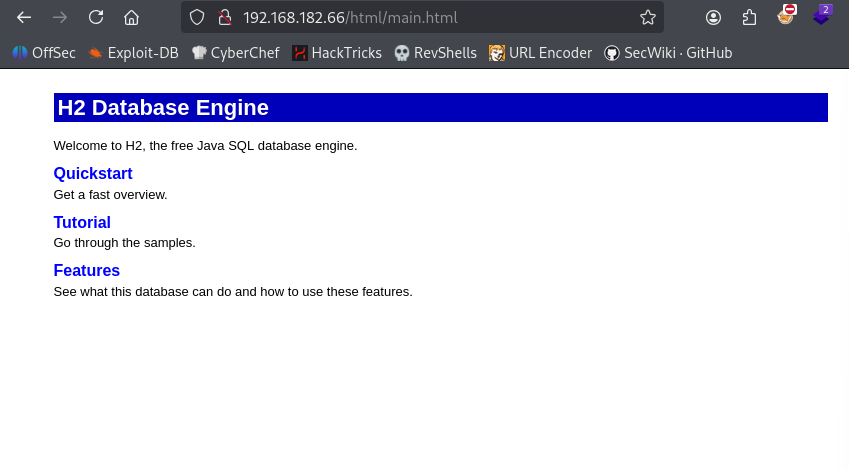 192.168.182.66/html/main.html
2
OffSec Exploit-DB CyberChef HackTricks RevShells URL Encoder SecWiki · GitHub
H2 Database Engine
Welcome to H2, the free Java SQL database engine.
Quickstart
Get a fast overview.
Tutorial
Go through the samples.
Features
See what this database can do and how to use these features.